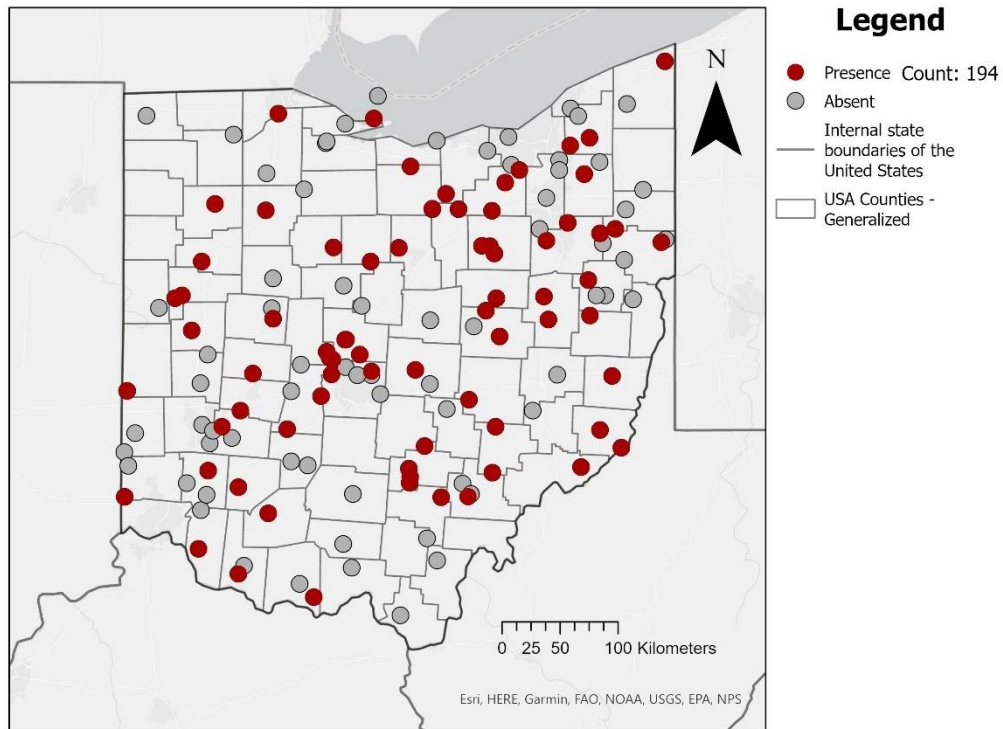 Legend
N
Presence Count: 194
Absent
Internal state
boundaries of the
United States
USA Counties -
Generalized
0 25 50 100 Kilometers
Esri, HERE, Garmin, FAO, NOAA, USGS, EPA, NPS